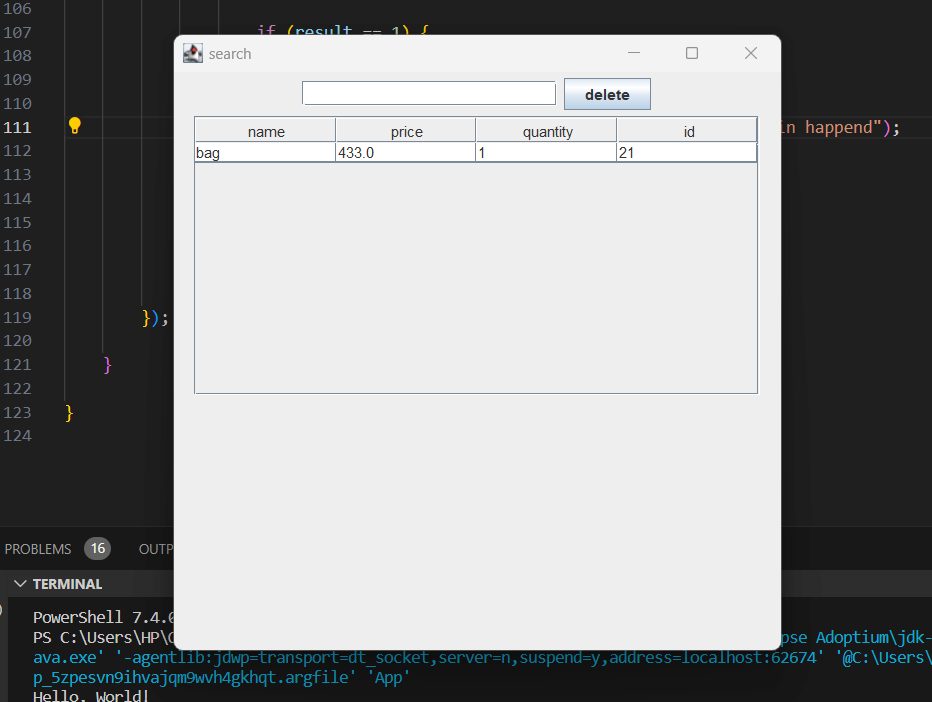 106
107 if (result == 1) {
108
109
110
111 in happend");
112
113
114
115
116
117
118
119 });
120
121 }
122
123 }
124
search
delete
name price quantity id
bag 433.0 1 21
PROBLEMS 16 OUTP
TERMINAL
PowerShell 7.4.0
PS C:\Users\HP\ pse Adoptium\jdk-
ava.exe' '-agentlib:jdwp=transport=dt_socket,server=n,suspend=y,address=localhost:62674' '@C:\Users\
p_5zpesvn9ihvajqm9wvh4gkhqt.argfile' 'App'
Hello, World!